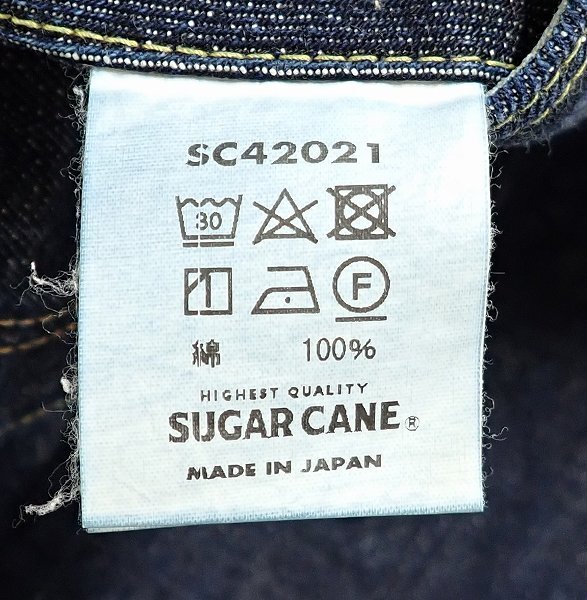 SC42021
30
F
綿 100%
HIGHEST QUALITY
SUGAR CANE®
MADE IN JAPAN